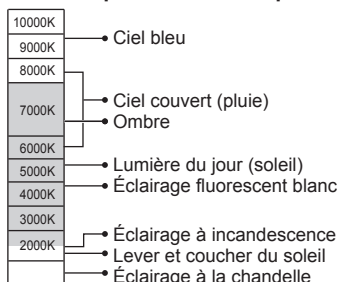 10000K
9000K
Ciel bleu
8000K
Ciel couvert (pluie)
7000K
Ombre
6000K
5000K
Lumière du jour (soleil)
4000K
Éclairage fluorescent blanc
3000K
2000K
Éclairage à incandescence
Lever et coucher du soleil
Éclairage à la chandelle